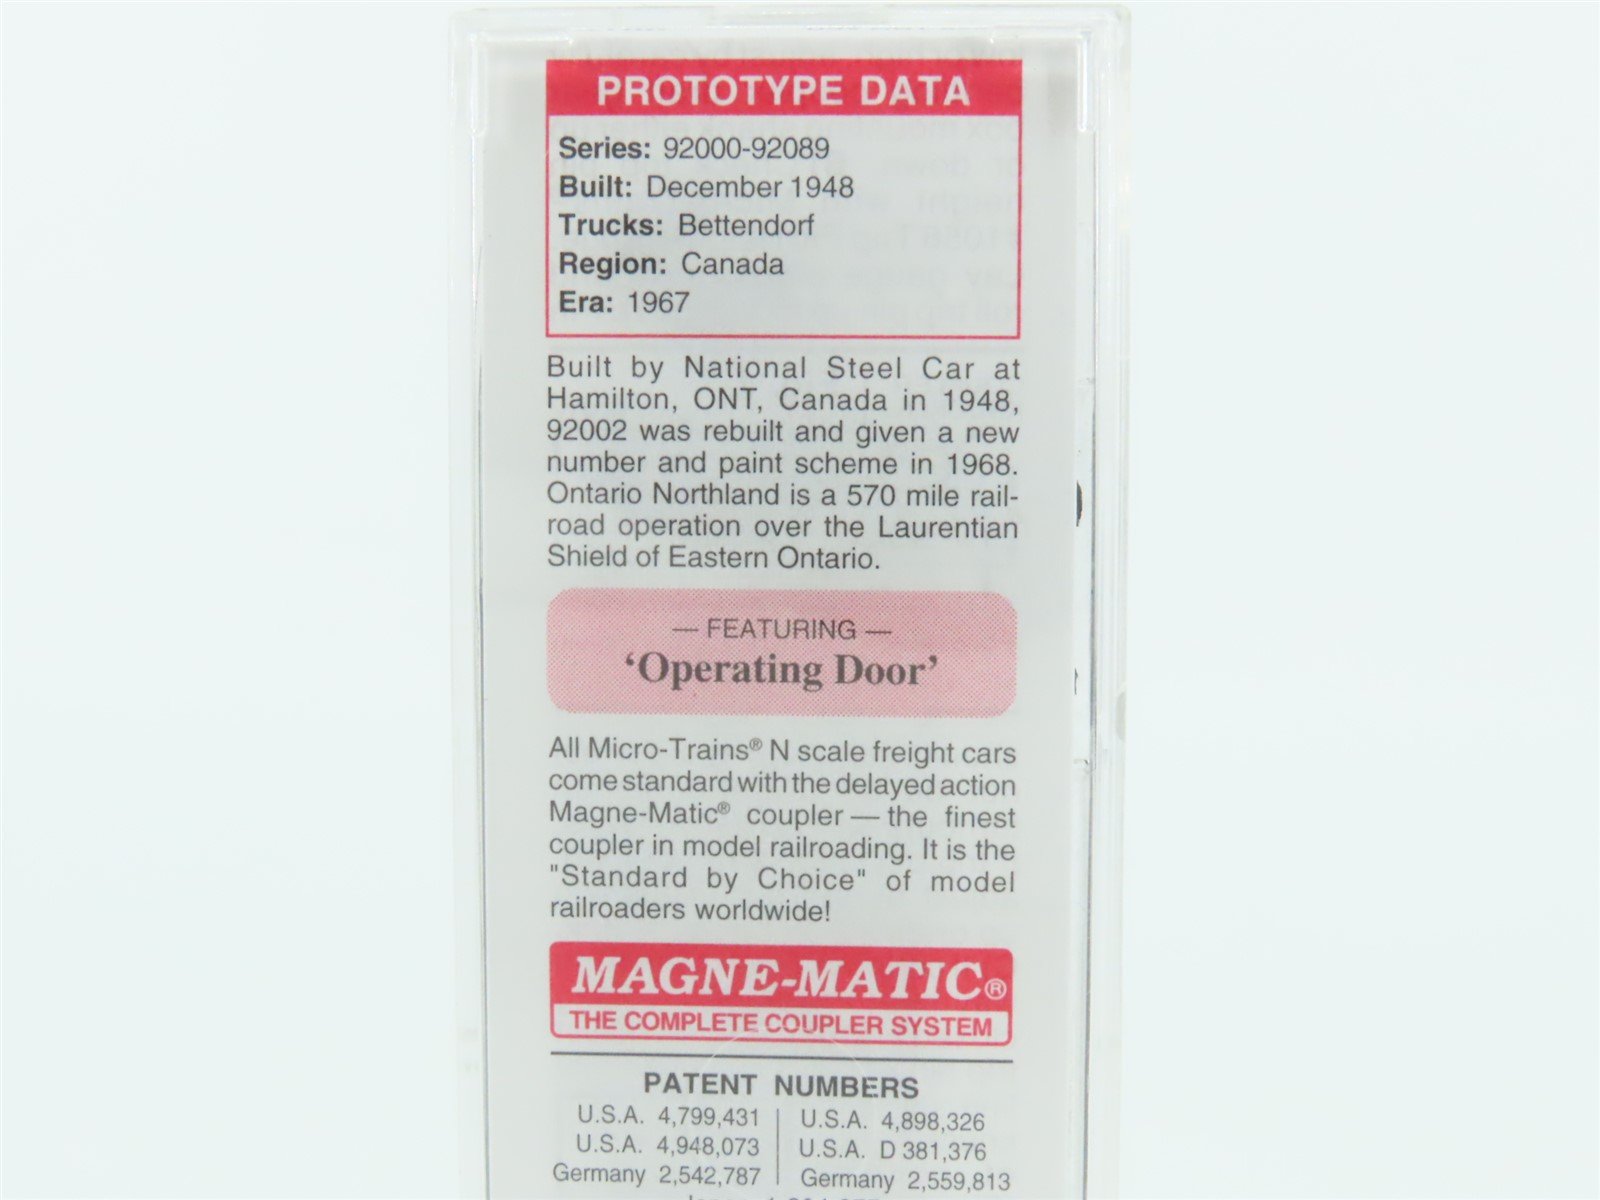 PROTOTYPE DATA
Series: 92000-92089
Built: December 1948
Trucks: Bettendorf
Region: Canada
Era: 1967
Built by National Steel Car at
Hamilton, ONT, Canada in 1948,
92002 was rebuilt and given a new
number and paint scheme in 1968.
Ontario Northland is a 570 mile rail-
road operation over the Laurentian
Shield of Eastern Ontario.
— FEATURING —
‘Operating Door’
All Micro-Trains® N scale freight cars
come standard with the delayed action
Magne-Matic® coupler — the finest
coupler in model railroading. It is the
"Standard by Choice" of model
railroaders worldwide!
MAGNE-MATIC®
THE COMPLETE COUPLER SYSTEM
PATENT NUMBERS
U.S.A. 4,799,431 | U.S.A. 4,898,326
U.S.A. 4,948,073 | U.S.A. D 381,376
Germany 2,542,787 | Germany 2,559,813